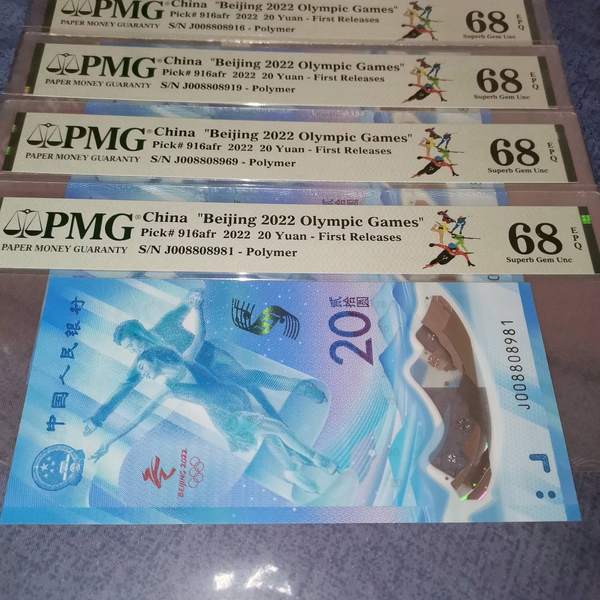 PMG
PAPER MONEY GUARANTY
China "Beijing 2022 Olympic Games"
Pick# 916afr 2022 20 Yuan - First Releases
S/N J008808916 - Polymer
68
EPQ
Superb Gem Unc
PMG
PAPER MONEY GUARANTY
China "Beijing 2022 Olympic Games"
Pick# 916afr 2022 20 Yuan - First Releases
S/N J008808919 - Polymer
68
EPQ
Superb Gem Unc
PMG
PAPER MONEY GUARANTY
China "Beijing 2022 Olympic Games"
Pick# 916afr 2022 20 Yuan - First Releases
S/N J008808969 - Polymer
68
EPQ
Superb Gem Unc
PMG
PAPER MONEY GUARANTY
China "Beijing 2022 Olympic Games"
Pick# 916afr 2022 20 Yuan - First Releases
S/N J008808981 - Polymer
68
EPQ
Superb Gem Unc
中国人民银行
贰拾圆
20
J008808981
BEIJING 2022